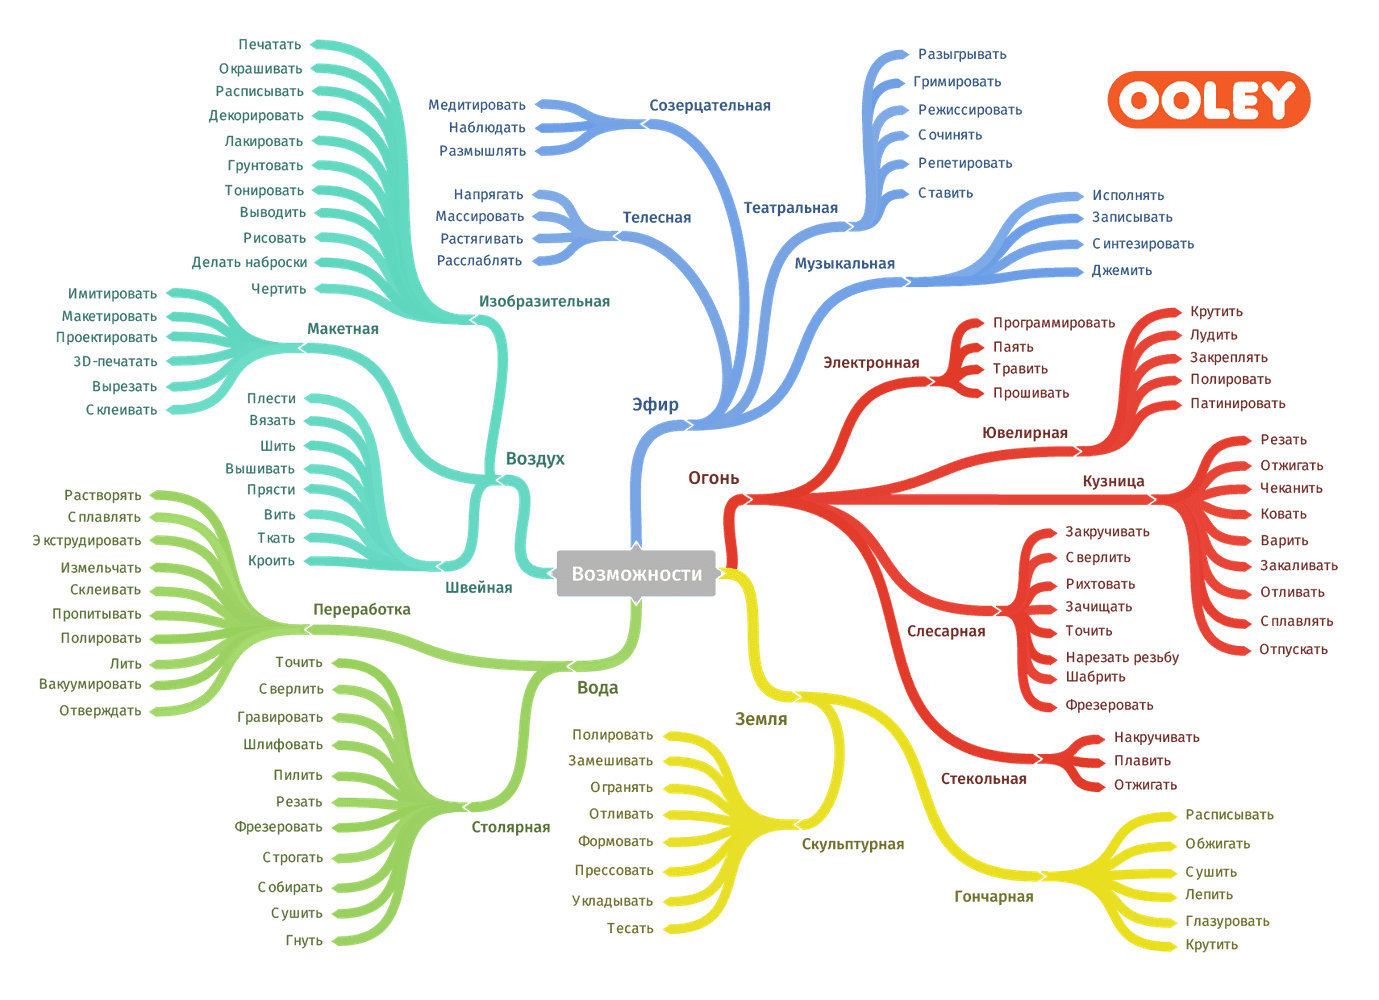 OOLEY
Возможности
Эфир
Созерцательная
Медитировать
Наблюдать
Размышлять
Телесная
Напрягать
Массировать
Растягивать
Расслаблять
Театральная
Разыгрывать
Гримировать
Режиссировать
Сочинять
Репетировать
Ставить
Музыкальная
Исполнять
Записывать
Синтезировать
Джемить
Огонь
Электронная
Программировать
Паять
Травить
Прошивать
Ювелирная
Крутить
Лудить
Закреплять
Полировать
Патинировать
Кузница
Резать
Отжигать
Чеканить
Ковать
Варить
Закаливать
Отливать
Сплавлять
Отпускать
Слесарная
Закручивать
Сверлить
Рихтовать
Зачищать
Точить
Нарезать резьбу
Шабрить
Фрезеровать
Стекольная
Накручивать
Плавить
Отжигать
Земля
Гончарная
Расписывать
Обжигать
Сушить
Лепить
Глазуровать
Крутить
Скульптурная
Полировать
Замешивать
Огранять
Отливать
Формовать
Прессовать
Укладывать
Тесать
Вода
Столярная
Точить
Сверлить
Гравировать
Шлифовать
Пилить
Резать
Фрезеровать
Строгать
Собирать
Сушить
Гнуть
Переработка
Растворять
Сплавлять
Экструдировать
Измельчать
Склеивать
Пропитывать
Полировать
Лить
Вакуумировать
Отверждать
Воздух
Швейная
Плести
Вязать
Шить
Вышивать
Прясти
Вить
Ткать
Кроить
Макетная
Имитировать
Макетировать
Проектировать
3D-печатать
Вырезать
Склеивать
Изобразительная
Печатать
Окрашивать
Расписывать
Декорировать
Лакировать
Грунтовать
Тонировать
Выводить
Рисовать
Делать наброски
Чертить